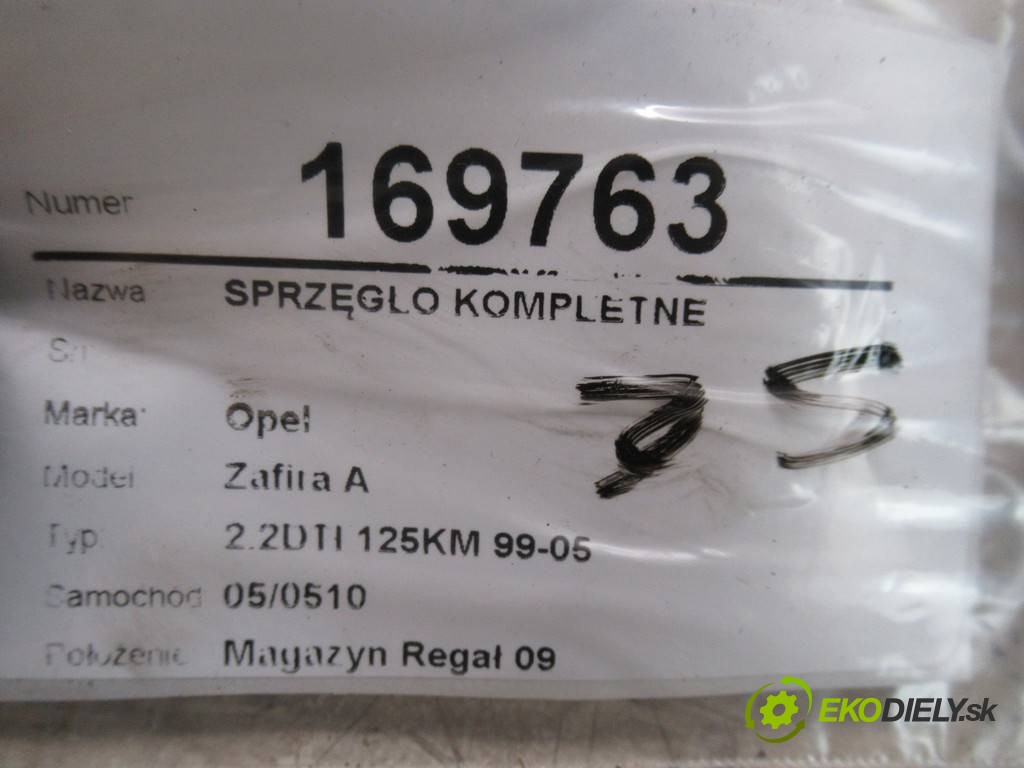 Numer 169763
Nazwa SPRZĘGŁO KOMPLETNE
S/n
Marka: Opel
Model Zafira A
Typ: 2.2DTI 125KM 99-05
Samochód 05/0510
Położenie Magazyn Regał 09
EKODIELY.sk